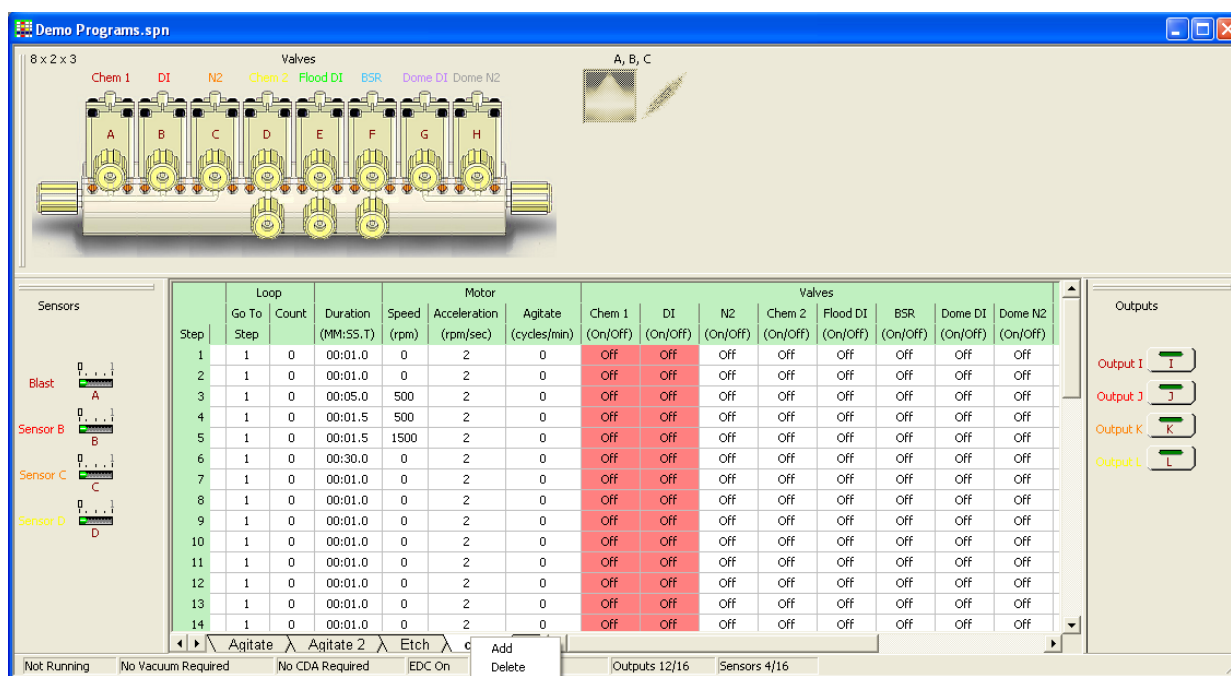 Demo Programs.spn
8 x 2 x 3
Valves
A, B, C
Chem 1 DI N2 Chem 2 Flood DI BSR Dome DI Dome N2
A B C D E F G H
Sensors
Blast
0 1
A
Sensor B
0 1
B
Sensor C
0 1
C
Sensor D
0 1
D
Loop Motor Valves
Go To Count Duration Speed Acceleration Agitate Chem 1 DI N2 Chem 2 Flood DI BSR Dome DI Dome N2
Step Step (MM:SS.T) (rpm) (rpm/sec) (cycles/min) (On/Off) (On/Off) (On/Off) (On/Off) (On/Off) (On/Off) (On/Off) (On/Off)
1 1 0 00:01.0 0 2 0 Off Off Off Off Off Off Off Off
2 1 0 00:01.0 0 2 0 Off Off Off Off Off Off Off Off
3 1 0 00:05.0 500 2 0 Off Off Off Off Off Off Off Off
4 1 0 00:01.5 500 2 0 Off Off Off Off Off Off Off Off
5 1 0 00:01.5 1500 2 0 Off Off Off Off Off Off Off Off
6 1 0 00:30.0 0 2 0 Off Off Off Off Off Off Off Off
7 1 0 00:01.0 0 2 0 Off Off Off Off Off Off Off Off
8 1 0 00:01.0 0 2 0 Off Off Off Off Off Off Off Off
9 1 0 00:01.0 0 2 0 Off Off Off Off Off Off Off Off
10 1 0 00:01.0 0 2 0 Off Off Off Off Off Off Off Off
11 1 0 00:01.0 0 2 0 Off Off Off Off Off Off Off Off
12 1 0 00:01.0 0 2 0 Off Off Off Off Off Off Off Off
13 1 0 00:01.0 0 2 0 Off Off Off Off Off Off Off Off
14 1 0 00:01.0 0 2 0 Off Off Off Off Off Off Off Off
Outputs
Output I I
Output J J
Output K K
Output L L
Agitate Agitate 2 Etch
Add
Delete
Not Running No Vacuum Required No CDA Required EDC On Outputs 12/16 Sensors 4/16